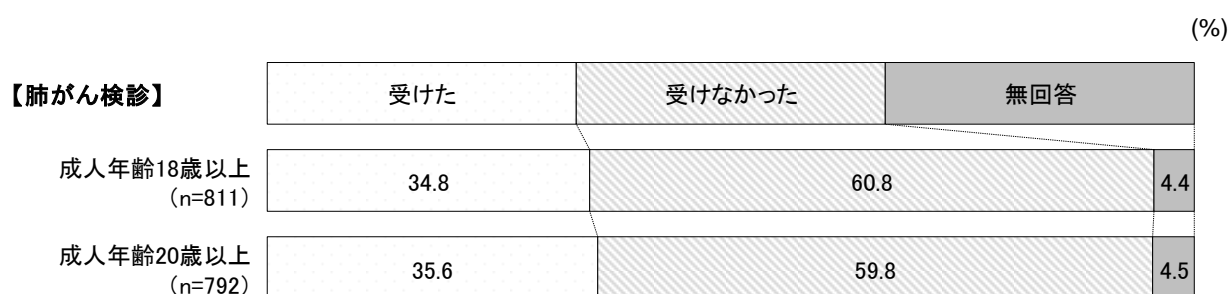 (%)
【肺がん検診】 受けた 受けなかった 無回答
成人年齢18歳以上
（n=811） 34.8 60.8 4.4
成人年齢20歳以上
（n=792） 35.6 59.8 4.5